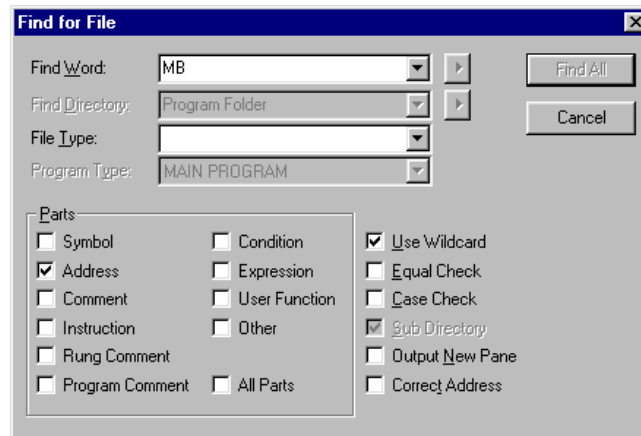 Find for File
Find Word: MB Find All
Find Directory: Program Folder
File Type: Cancel
Program Type: MAIN PROGRAM
Parts
Symbol Condition Use Wildcard
Address Expression Equal Check
Comment User Function Case Check
Instruction Other Sub Directory
Rung Comment Output New Pane
Program Comment All Parts Correct Address